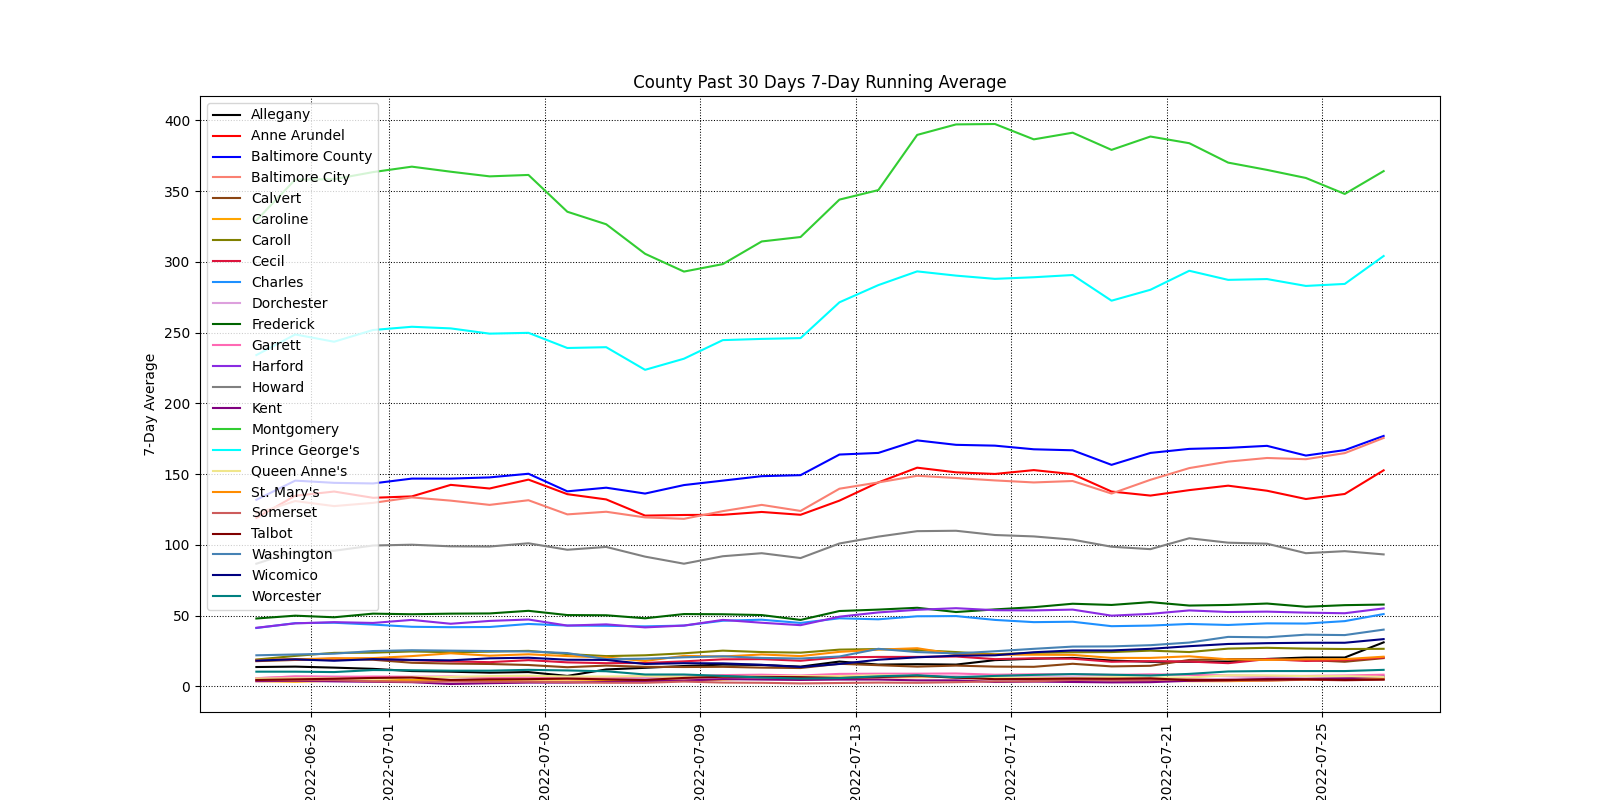 County Past 30 Days 7-Day Running Average
7-Day Average
400
350
300
250
200
150
100
50
0
Allegany
Anne Arundel
Baltimore County
Baltimore City
Calvert
Caroline
Caroll
Cecil
Charles
Dorchester
Frederick
Garrett
Harford
Howard
Kent
Montgomery
Prince George's
Queen Anne's
St. Mary's
Somerset
Talbot
Washington
Wicomico
Worcester
2022-06-29
2022-07-01
2022-07-05
2022-07-09
2022-07-13
2022-07-17
2022-07-21
2022-07-25